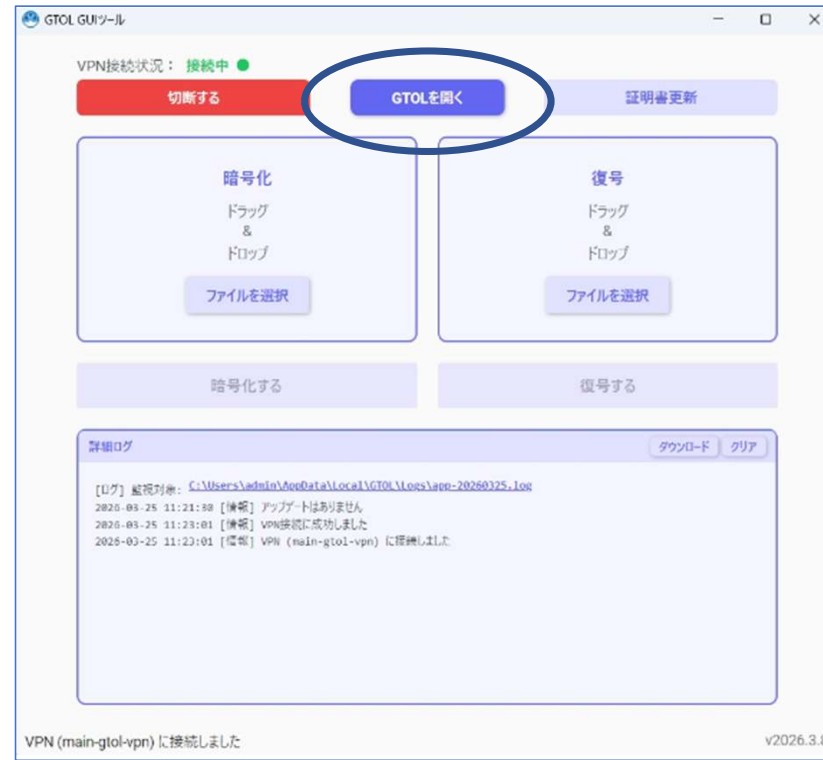 GTOL GUIツール
VPN接続状況： 接続中
切断する
GTOLを開く
証明書更新
暗号化
ドラッグ
&
ドロップ
ファイルを選択
復号
ドラッグ
&
ドロップ
ファイルを選択
暗号化する
復号する
詳細ログ
ダウンロード
クリア
[ログ] 監視対象: C:\Users\admin\AppData\Local\GTOL\Logs\app-20260325.log
2026-03-25 11:21:30 [情報] アップデートはありません
2026-03-25 11:23:01 [情報] VPN接続に成功しました
2026-03-25 11:23:01 [情報] VPN (main-gtol-vpn) に接続しました
VPN (main-gtol-vpn) に接続しました
v2026.3.8